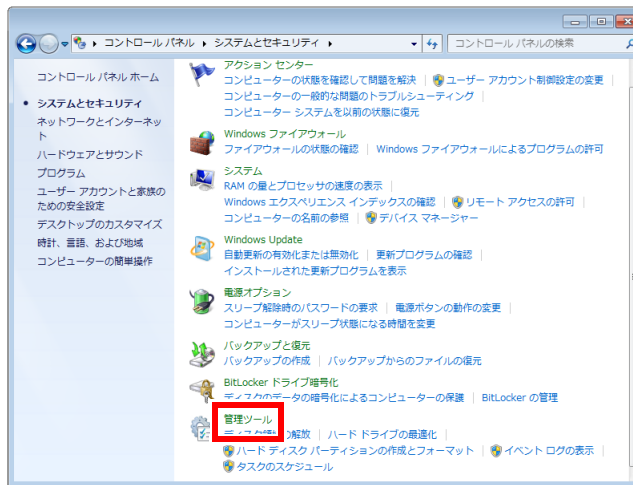 コントロール パネル ▸ システムとセキュリティ ▸
コントロール パネルの検索
コントロール パネル ホーム
システムとセキュリティ
ネットワークとインターネッ
ト
ハードウェアとサウンド
プログラム
ユーザー アカウントと家族の
ための安全設定
デスクトップのカスタマイズ
時計、言語、および地域
コンピューターの簡単操作
アクション センター
コンピューターの状態を確認して問題を解決 | ユーザー アカウント制御設定の変更 |
コンピューターの一般的な問題のトラブルシューティング |
コンピューター システムを以前の状態に復元
Windows ファイアウォール
ファイアウォールの状態の確認 | Windows ファイアウォールによるプログラムの許可
システム
RAM の量とプロセッサの速度の表示 |
Windows エクスペリエンス インデックスの確認 | リモート アクセスの許可 |
コンピューターの名前の参照 | デバイス マネージャー
Windows Update
自動更新の有効化または無効化 | 更新プログラムの確認 |
インストールされた更新プログラムを表示
電源オプション
スリープ解除時のパスワードの要求 | 電源ボタンの動作の変更 |
コンピューターがスリープ状態になる時間を変更
バックアップと復元
バックアップの作成 | バックアップからのファイルの復元
BitLocker ドライブ暗号化
ディスクのデータの暗号化によるコンピューターの保護 | BitLocker の管理
管理ツール
ディスク領域の解放 | ハード ドライブの最適化 |
ハード ディスク パーティションの作成とフォーマット | イベント ログの表示 |
タスクのスケジュール